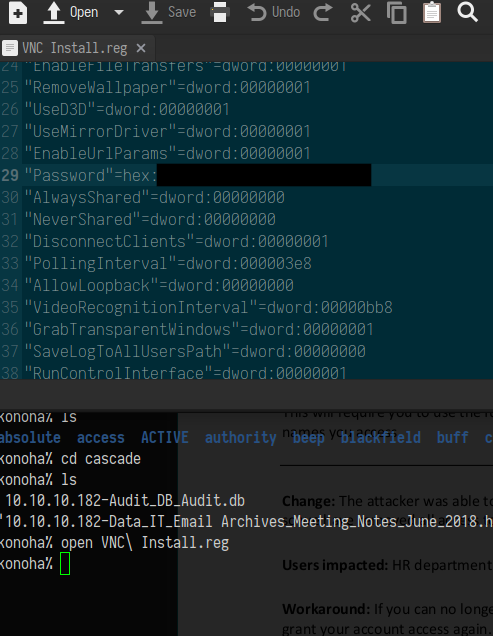 Open Save Undo
VNC Install.reg ×
24 "EnableFileTransfers"=dword:00000001
25 "RemoveWallpaper"=dword:00000001
26 "UseD3D"=dword:00000001
27 "UseMirrorDriver"=dword:00000001
28 "EnableUrlParams"=dword:00000001
29 "Password"=hex:
30 "AlwaysShared"=dword:00000000
31 "NeverShared"=dword:00000000
32 "DisconnectClients"=dword:00000001
33 "PollingInterval"=dword:000003e8
34 "AllowLoopback"=dword:00000000
35 "VideoRecognitionInterval"=dword:00000bb8
36 "GrabTransparentWindows"=dword:00000001
37 "SaveLogToAllUsersPath"=dword:00000000
38 "RunControlInterface"=dword:00000001
konoha% ls
absolute access ACTIVE authority beep blackfield buff c
konoha% cd cascade
konoha% ls
10.10.10.182-Audit_DB_Audit.db
'10.10.10.182-Data_IT_Email Archives_Meeting_Notes_June_2018.h
konoha% open VNC\ Install.reg
konoha%
This will require you to use the
names you access
Change: The attacker was able to
Users impacted: HR department
Workaround: If you can no longe
grant your account access again.